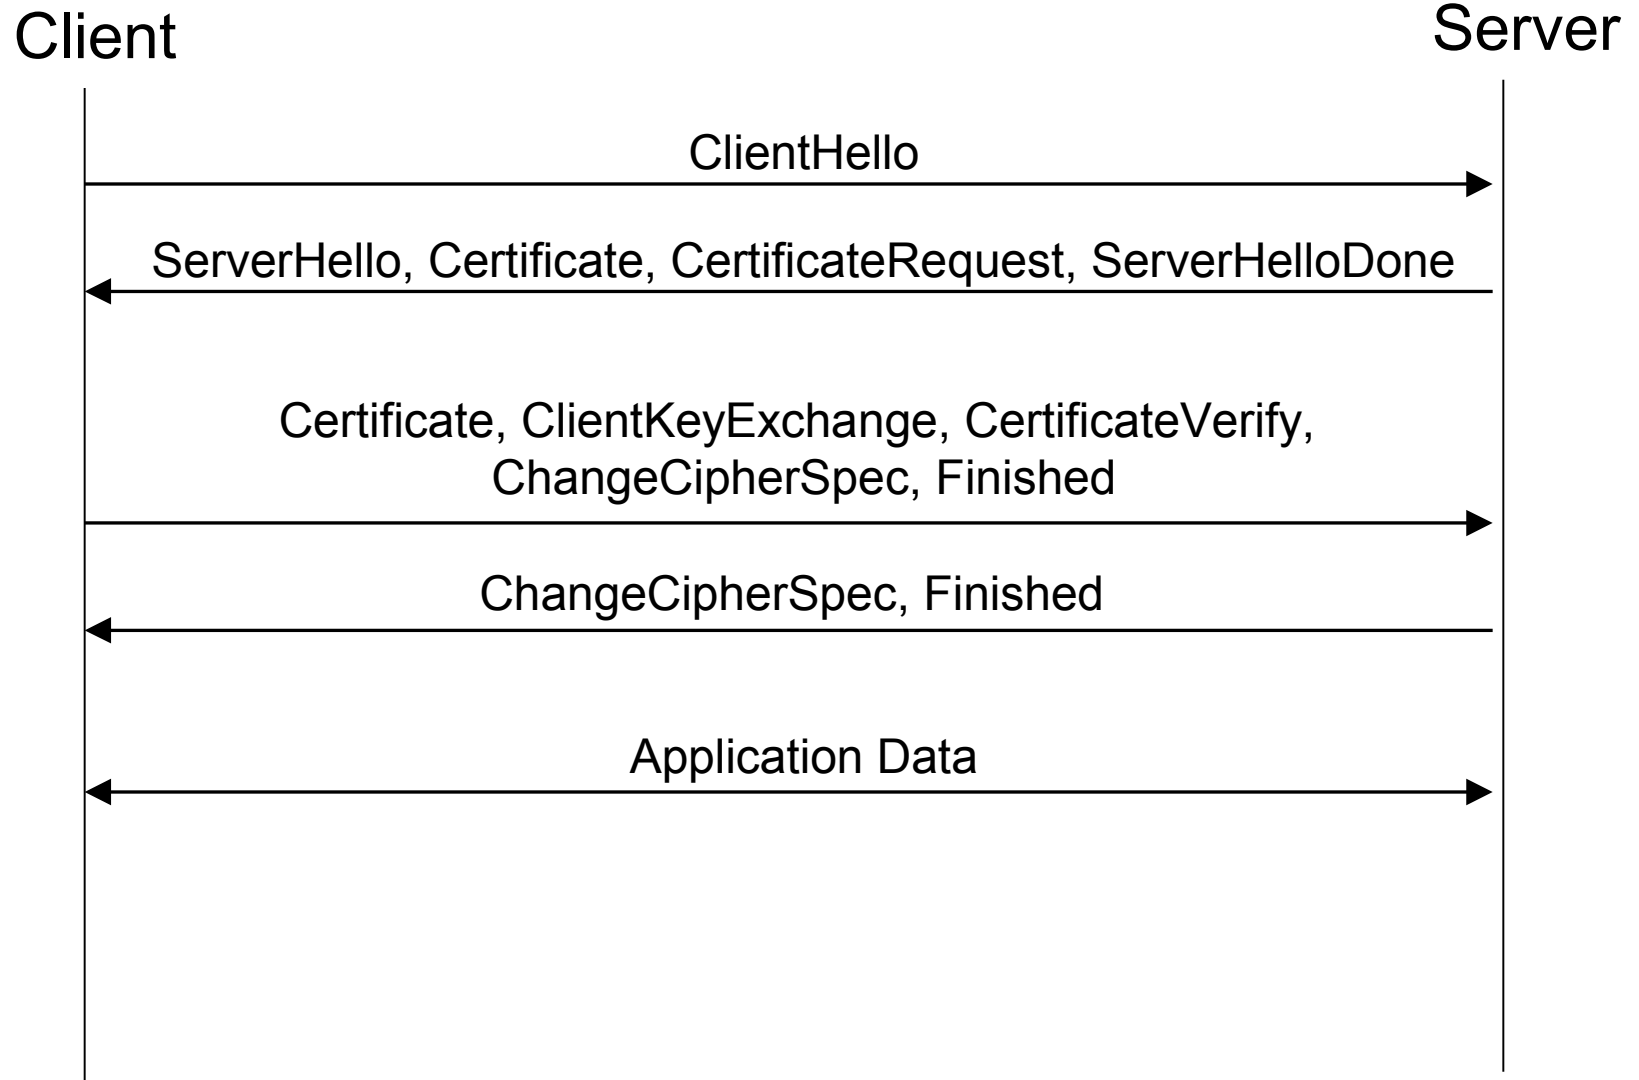 Client
Server
ClientHello
ServerHello, Certificate, CertificateRequest, ServerHelloDone
Certificate, ClientKeyExchange, CertificateVerify,
ChangeCipherSpec, Finished
ChangeCipherSpec, Finished
Application Data